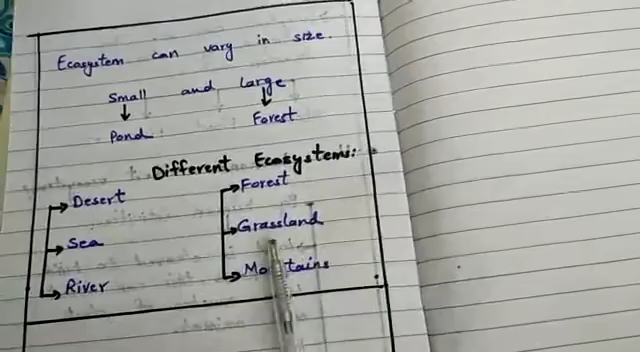 Ecosystem can vary in size.
Small and large
Pond Forest
Different Ecosystems:
Desert Forest
Sea Grassland
River Mountains